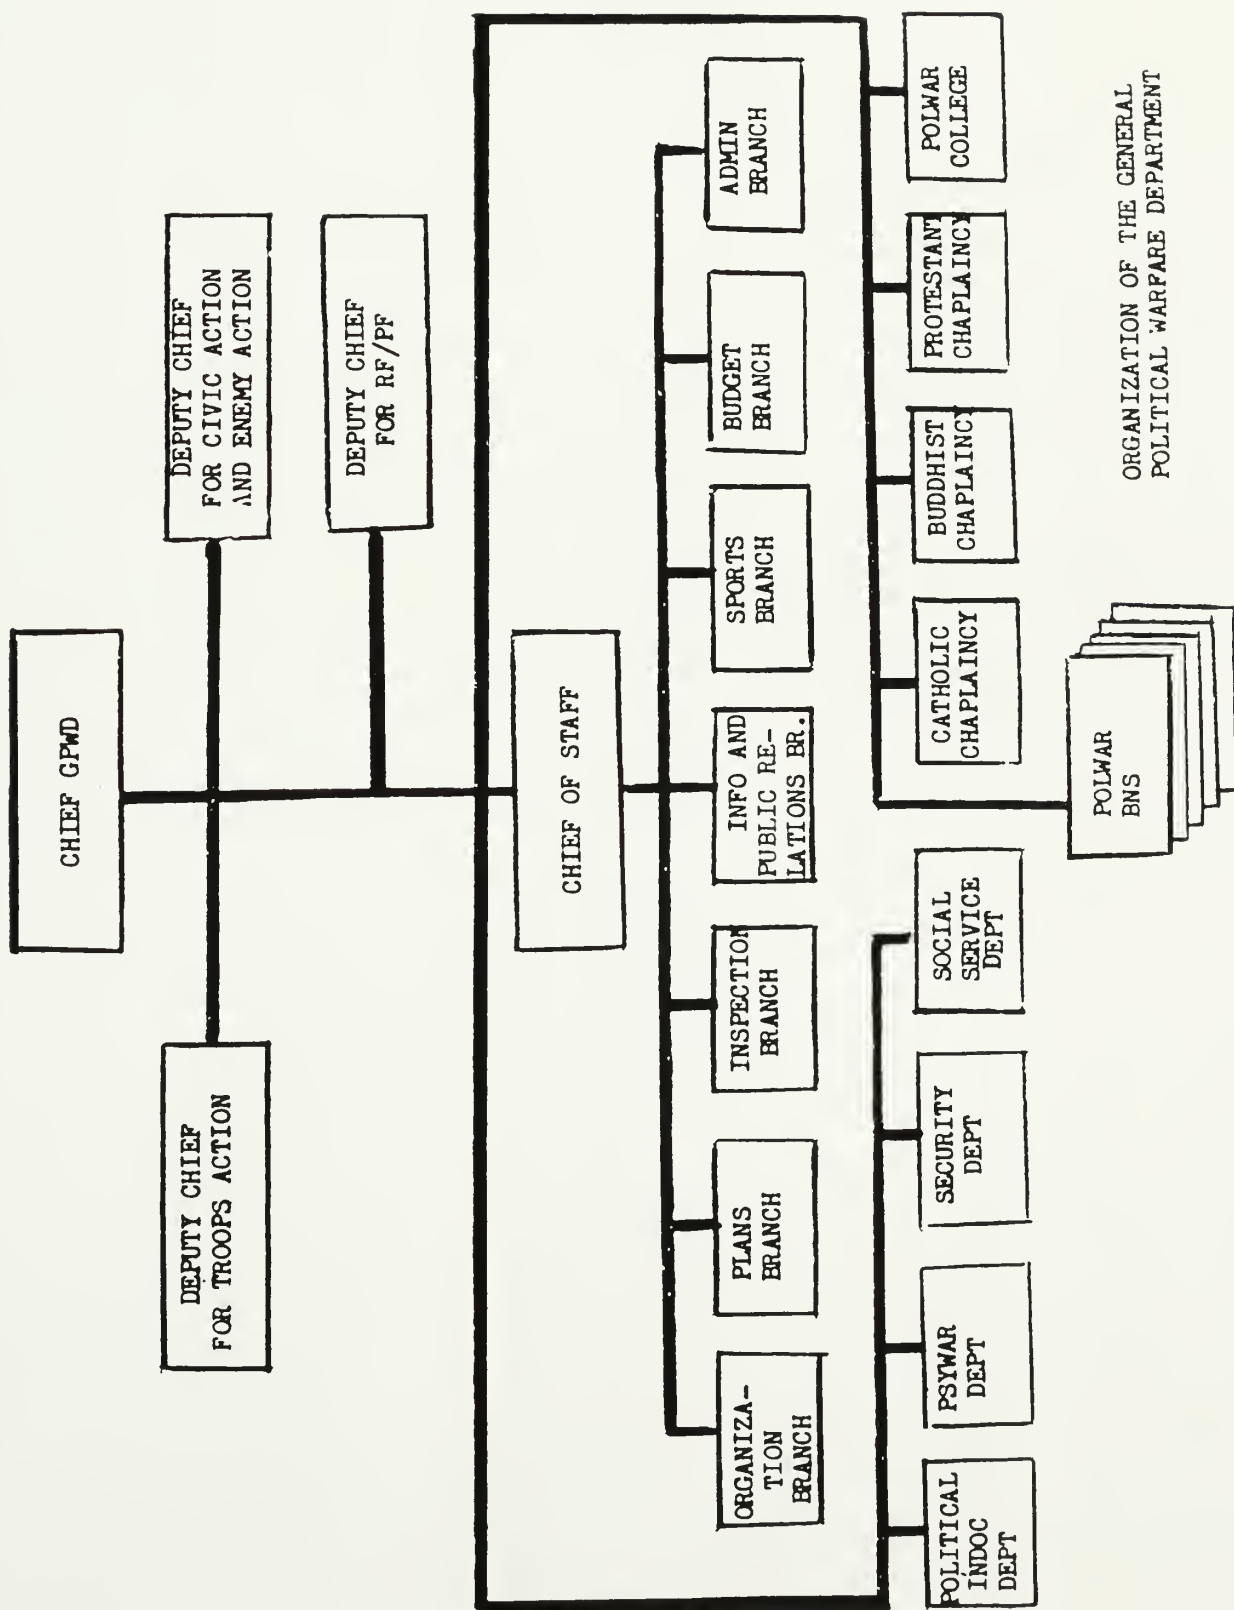 CHIEF GPWD
DEPUTY CHIEF
FOR TROOPS ACTION
DEPUTY CHIEF
FOR CIVIC ACTION
AND ENEMY ACTION
DEPUTY CHIEF
FOR RF/PF
CHIEF OF STAFF
ORGANIZA-
TION
BRANCH
PLANS
BRANCH
INSPECTION
BRANCH
INFO AND
PUBLIC RE-
LATIONS BR.
SPORTS
BRANCH
BUDGET
BRANCH
ADMIN
BRANCH
POLITICAL
INDOC
DEPT
PSYWAR
DEPT
SECURITY
DEPT
SOCIAL
SERVICE
DEPT
CATHOLIC
CHAPLAINCY
BUDDHIST
CHAPLAINCY
PROTESTANT
CHAPLAINCY
POLWAR
COLLEGE
POLWAR
BNS
ORGANIZATION OF THE GENERAL
POLITICAL WARFARE DEPARTMENT